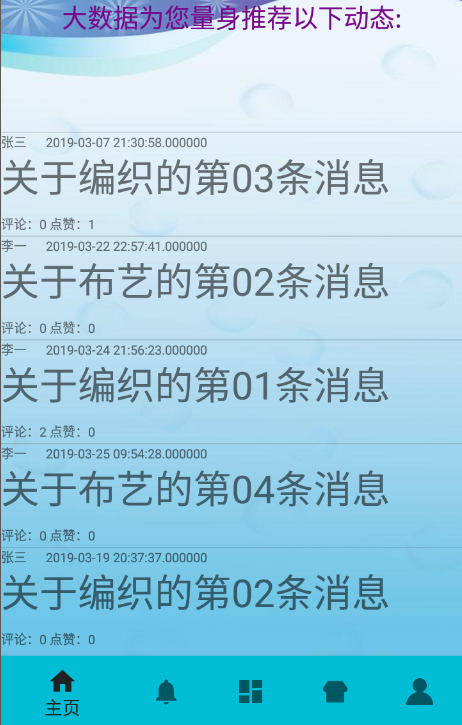 大数据为您量身推荐以下动态:
张三 2019-03-07 21:30:58.000000
关于编织的第03条消息
评论：0 点赞：1
李一 2019-03-22 22:57:41.000000
关于布艺的第02条消息
评论：0 点赞：0
李一 2019-03-24 21:56:23.000000
关于编织的第01条消息
评论：2 点赞：0
李一 2019-03-25 09:54:28.000000
关于布艺的第04条消息
评论：0 点赞：0
张三 2019-03-19 20:37:37.000000
关于编织的第02条消息
评论：0 点赞：0
主页